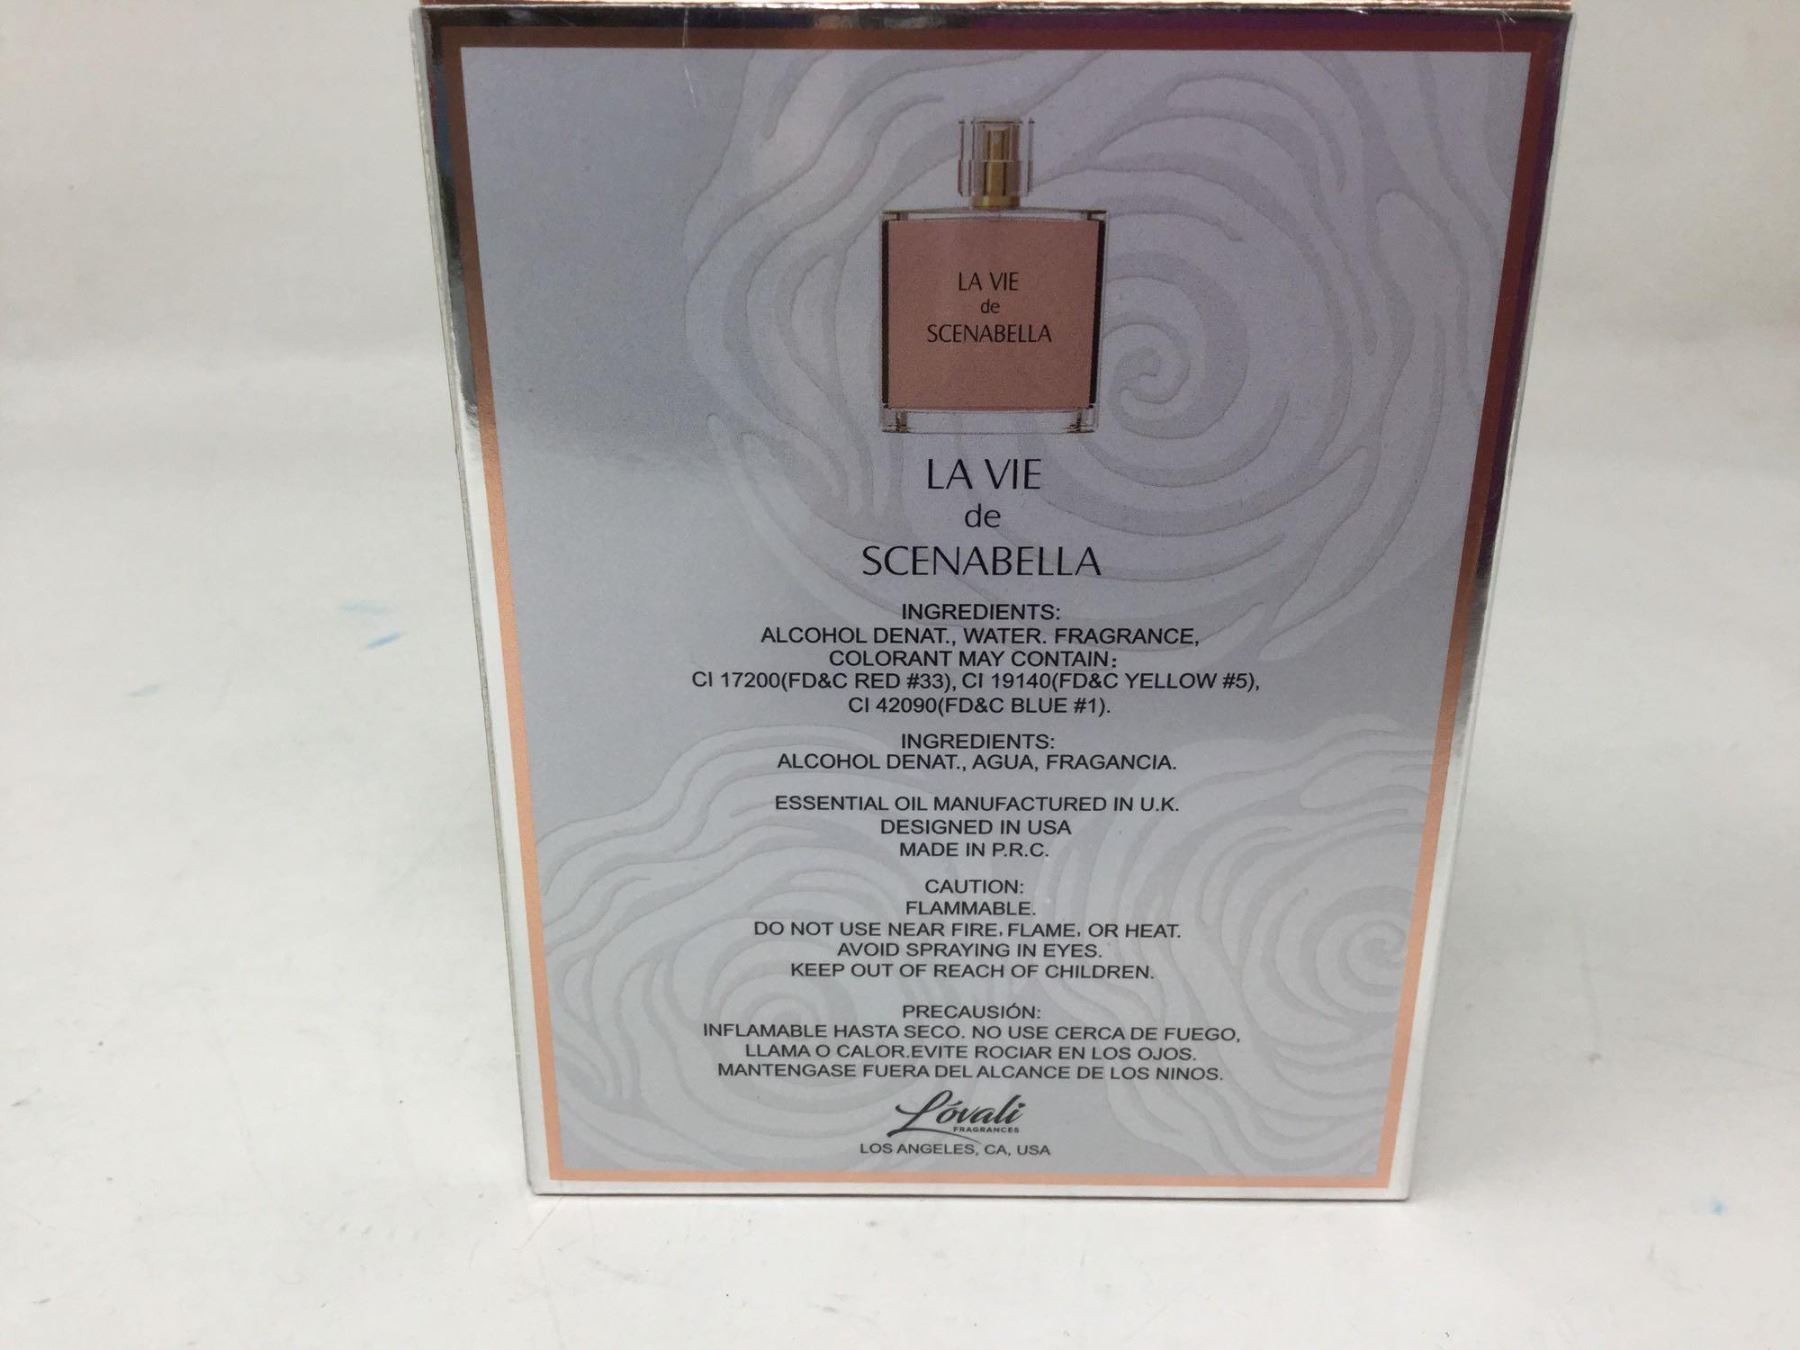 LA VIE
de
SCENABELLA
LA VIE
de
SCENABELLA
INGREDIENTS:
ALCOHOL DENAT., WATER. FRAGRANCE,
COLORANT MAY CONTAIN:
CI 17200(FD&C RED #33), CI 19140(FD&C YELLOW #5),
CI 42090(FD&C BLUE #1).
INGREDIENTS:
ALCOHOL DENAT., AGUA, FRAGANCIA.
ESSENTIAL OIL MANUFACTURED IN U.K.
DESIGNED IN USA
MADE IN P.R.C.
CAUTION:
FLAMMABLE.
DO NOT USE NEAR FIRE, FLAME, OR HEAT.
AVOID SPRAYING IN EYES.
KEEP OUT OF REACH OF CHILDREN.
PRECAUSIÓN:
INFLAMABLE HASTA SECO. NO USE CERCA DE FUEGO,
LLAMA O CALOR.EVITE ROCIAR EN LOS OJOS.
MANTENGASE FUERA DEL ALCANCE DE LOS NINOS.
Lóvali
FRAGRANCES
LOS ANGELES, CA, USA